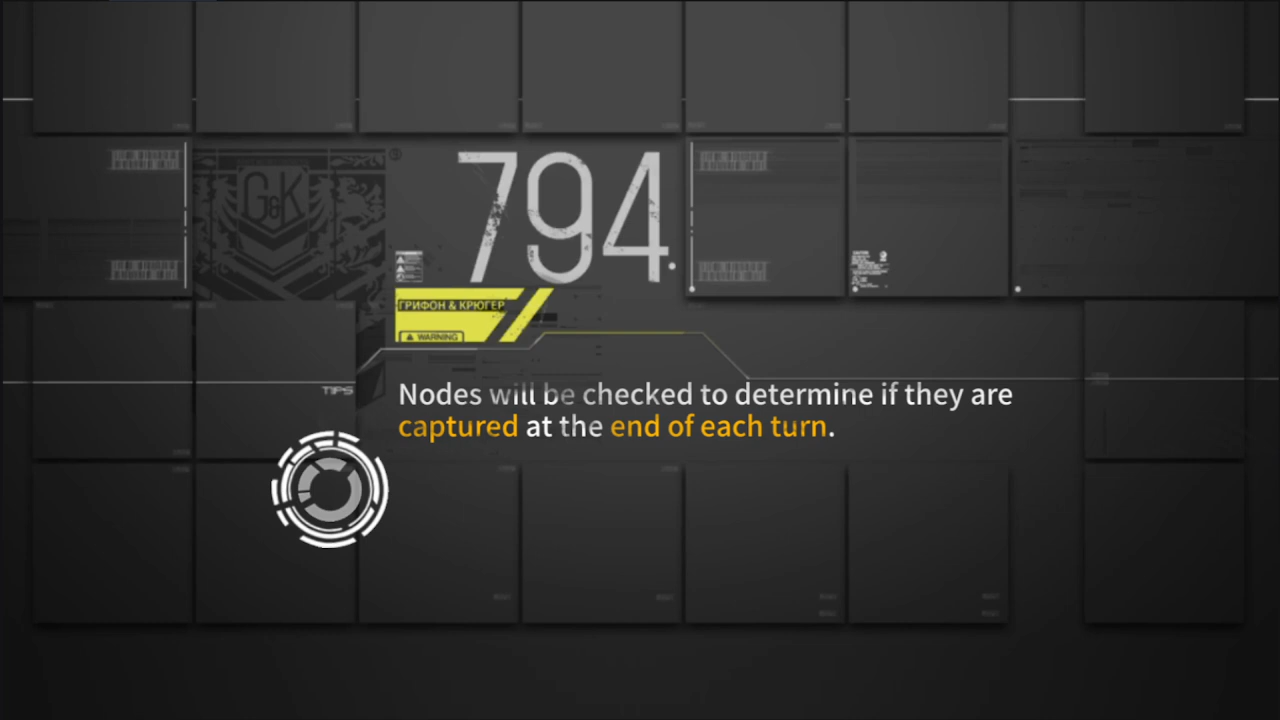 G&K
794.
ГРИФОН & КРЮГЕР
WARNING
TIPS
Nodes will be checked to determine if they are
captured at the end of each turn.